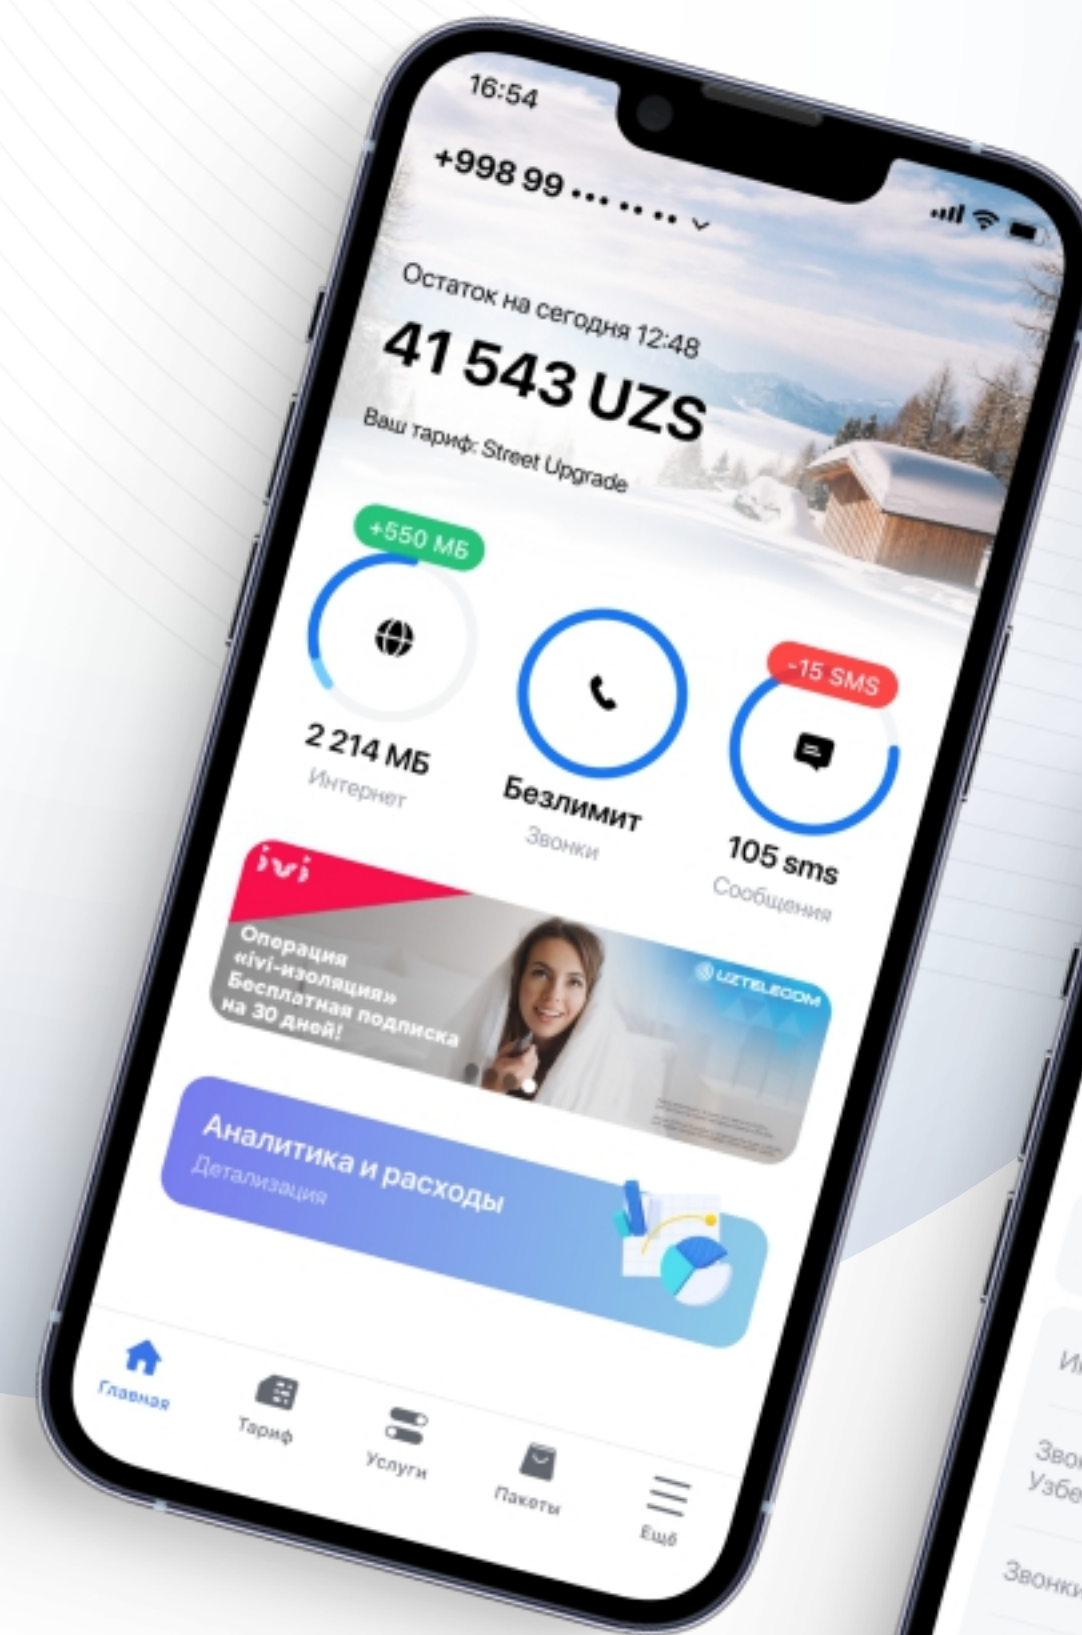 16:54
+998 99 ••• •• ••
Остаток на сегодня 12:48
41 543 UZS
Ваш тариф: Street Upgrade
+550 МБ
-15 SMS
2 214 МБ
Интернет
Безлимит
Звонки
105 sms
Сообщения
ivi
Операция
«ivi-изоляция»
Бесплатная подписка
на 30 дней!
UZTELECOM
Аналитика и расходы
Детализация
Главная
Тариф
Услуги
Пакеты
Ещб
Звонки